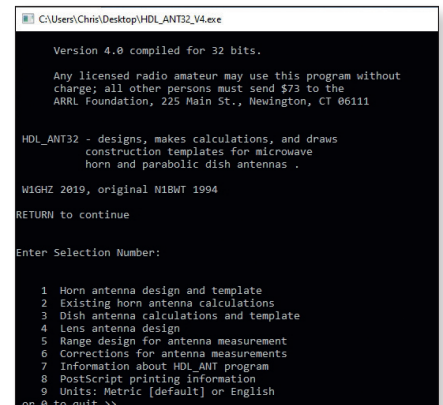 C:\Users\Chris\Desktop\HDL_ANT32_V4.exe
Version 4.0 compiled for 32 bits.
Any licensed radio amateur may use this program without
charge; all other persons must send $73 to the
ARRL Foundation, 225 Main St., Newington, CT 06111
HDL_ANT32 - designs, makes calculations, and draws
construction templates for microwave
horn and parabolic dish antennas .
W1GHZ 2019, original N1BWT 1994
RETURN to continue
Enter Selection Number:
1 Horn antenna design and template
2 Existing horn antenna calculations
3 Dish antenna calculations and template
4 Lens antenna design
5 Range design for antenna measurement
6 Corrections for antenna measurements
7 Information about HDL_ANT program
8 PostScript printing information
9 Units: Metric [default] or English
or 0 to quit >>